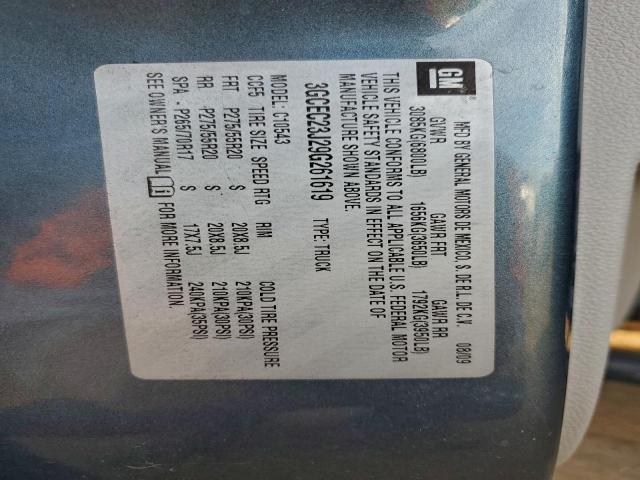 GM
MFD BY GENERAL MOTORS DE MEXICO, S. DE R.L. DE C.V. 08/09
GVWR GAWR FRT GAWR RR
3085KG(6800LB) 1656KG(3650LB) 1792KG(3950LB)
THIS VEHICLE CONFORMS TO ALL APPLICABLE U.S. FEDERAL MOTOR
VEHICLE SAFETY STANDARDS IN EFFECT ON THE DATE OF
MANUFACTURE SHOWN ABOVE.
3GCEC23J29G261619 TYPE: TRUCK
MODEL: C10543
CCF5 TIRE SIZE SPEED RTG RIM COLD TIRE PRESSURE
FRT P275/55R20 S 20X8.5J 210KPA(30PSI)
RR P275/55R20 S 20X8.5J 210KPA(30PSI)
SPA - P265/70R17 S 17X7.5J 240KPA(35PSI)
SEE OWNER'S MANUAL FOR MORE INFORMATION.